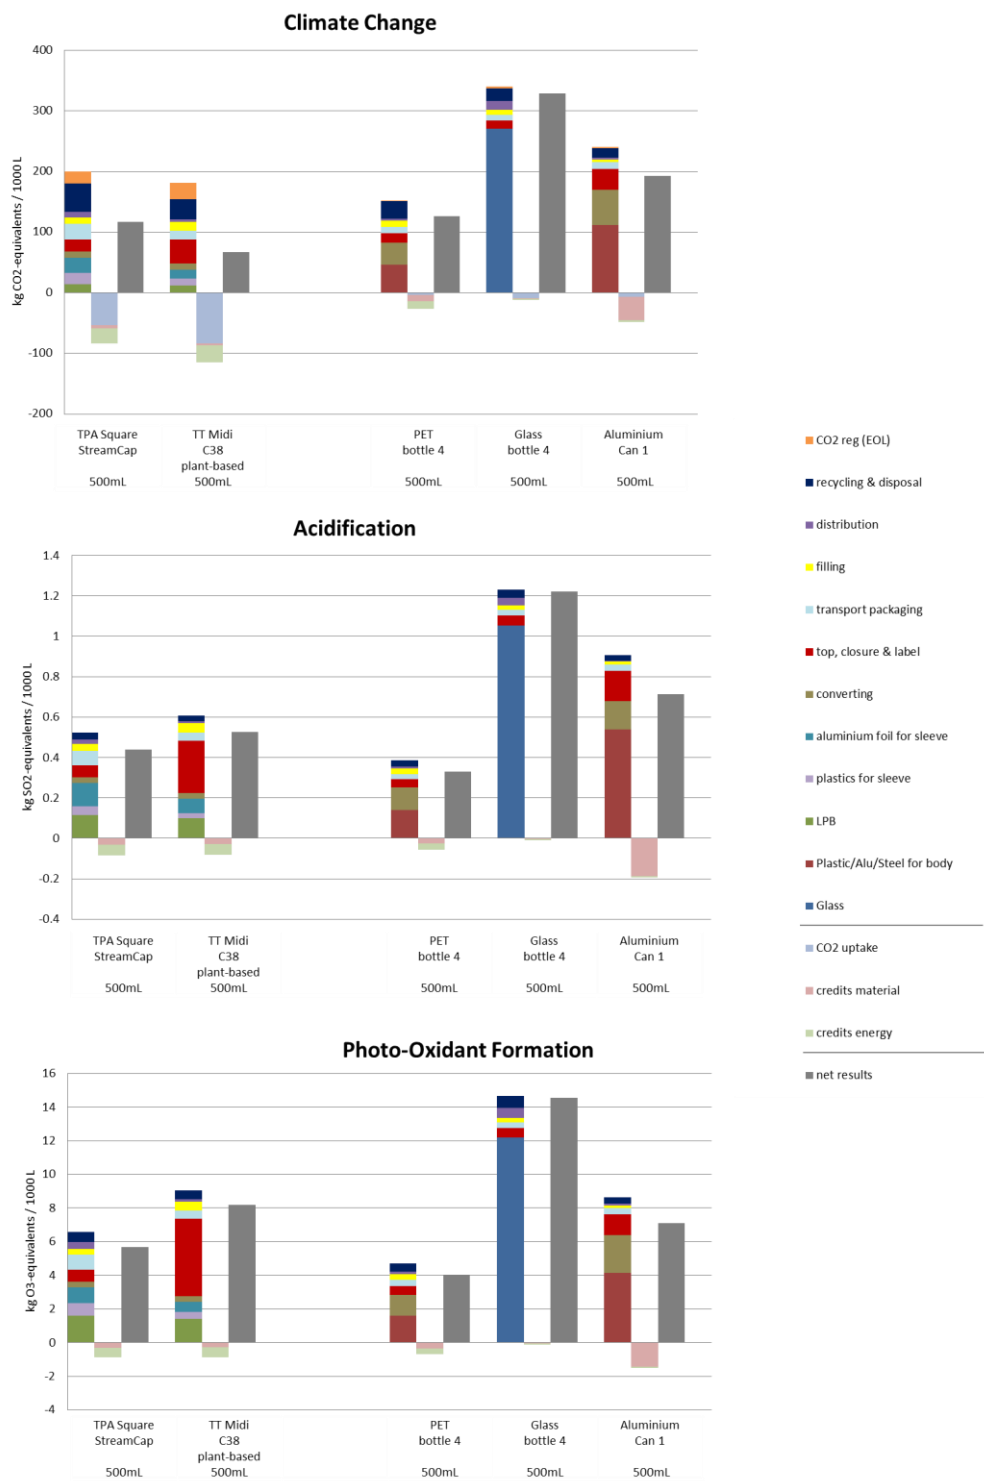 Climate Change
kg CO2-equivalents / 1000 L
400
300
200
100
0
-100
-200
TPA Square
StreamCap
500mL
TT Midi
C38
plant-based
500mL
PET
bottle 4
500mL
Glass
bottle 4
500mL
Aluminium
Can 1
500mL
Acidification
kg SO2-equivalents / 1000 L
1.4
1.2
1
0.8
0.6
0.4
0.2
0
-0.2
-0.4
TPA Square
StreamCap
500mL
TT Midi
C38
plant-based
500mL
PET
bottle 4
500mL
Glass
bottle 4
500mL
Aluminium
Can 1
500mL
Photo-Oxidant Formation
kg O3-equivalents / 1000 L
16
14
12
10
8
6
4
2
0
-2
-4
TPA Square
StreamCap
500mL
TT Midi
C38
plant-based
500mL
PET
bottle 4
500mL
Glass
bottle 4
500mL
Aluminium
Can 1
500mL
CO2 reg (EOL)
recycling & disposal
distribution
filling
transport packaging
top, closure & label
converting
aluminium foil for sleeve
plastics for sleeve
LPB
Plastic/Alu/Steel for body
Glass
CO2 uptake
credits material
credits energy
net results